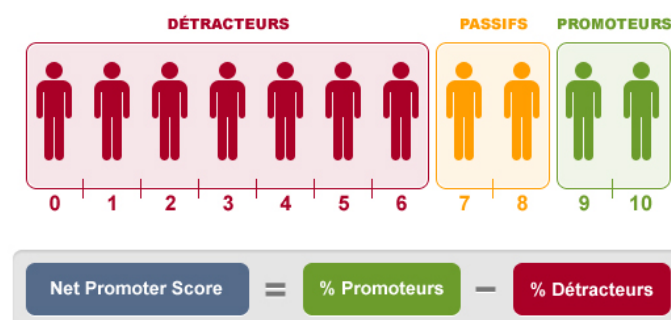 DÉTRACTEURS PASSIFS PROMOTEURS
0 1 2 3 4 5 6 7 8 9 10
Net Promoter Score = % Promoteurs − % Détracteurs